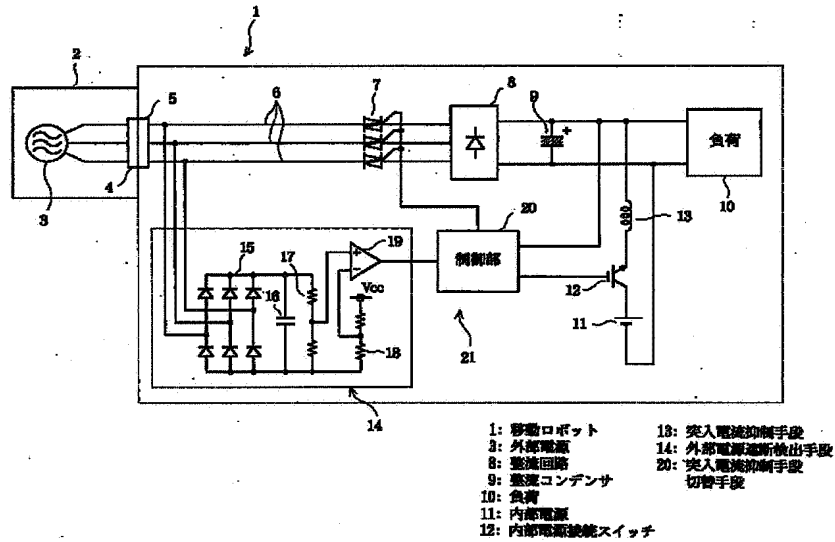 1
2
5
6
7
8
9
+
負荷
4
3
10
20
13
15
17
19
+
−
制御部
16
Vcc
12
11
18
21
14
1: 移動ロボット
3: 外部電源
8: 整流回路
9: 整流コンデンサ
10: 負荷
11: 内部電源
12: 内部電源接続スイッチ
13: 突入電流抑制手段
14: 外部電源遮断検出手段
20: 突入電流抑制手段
切替手段